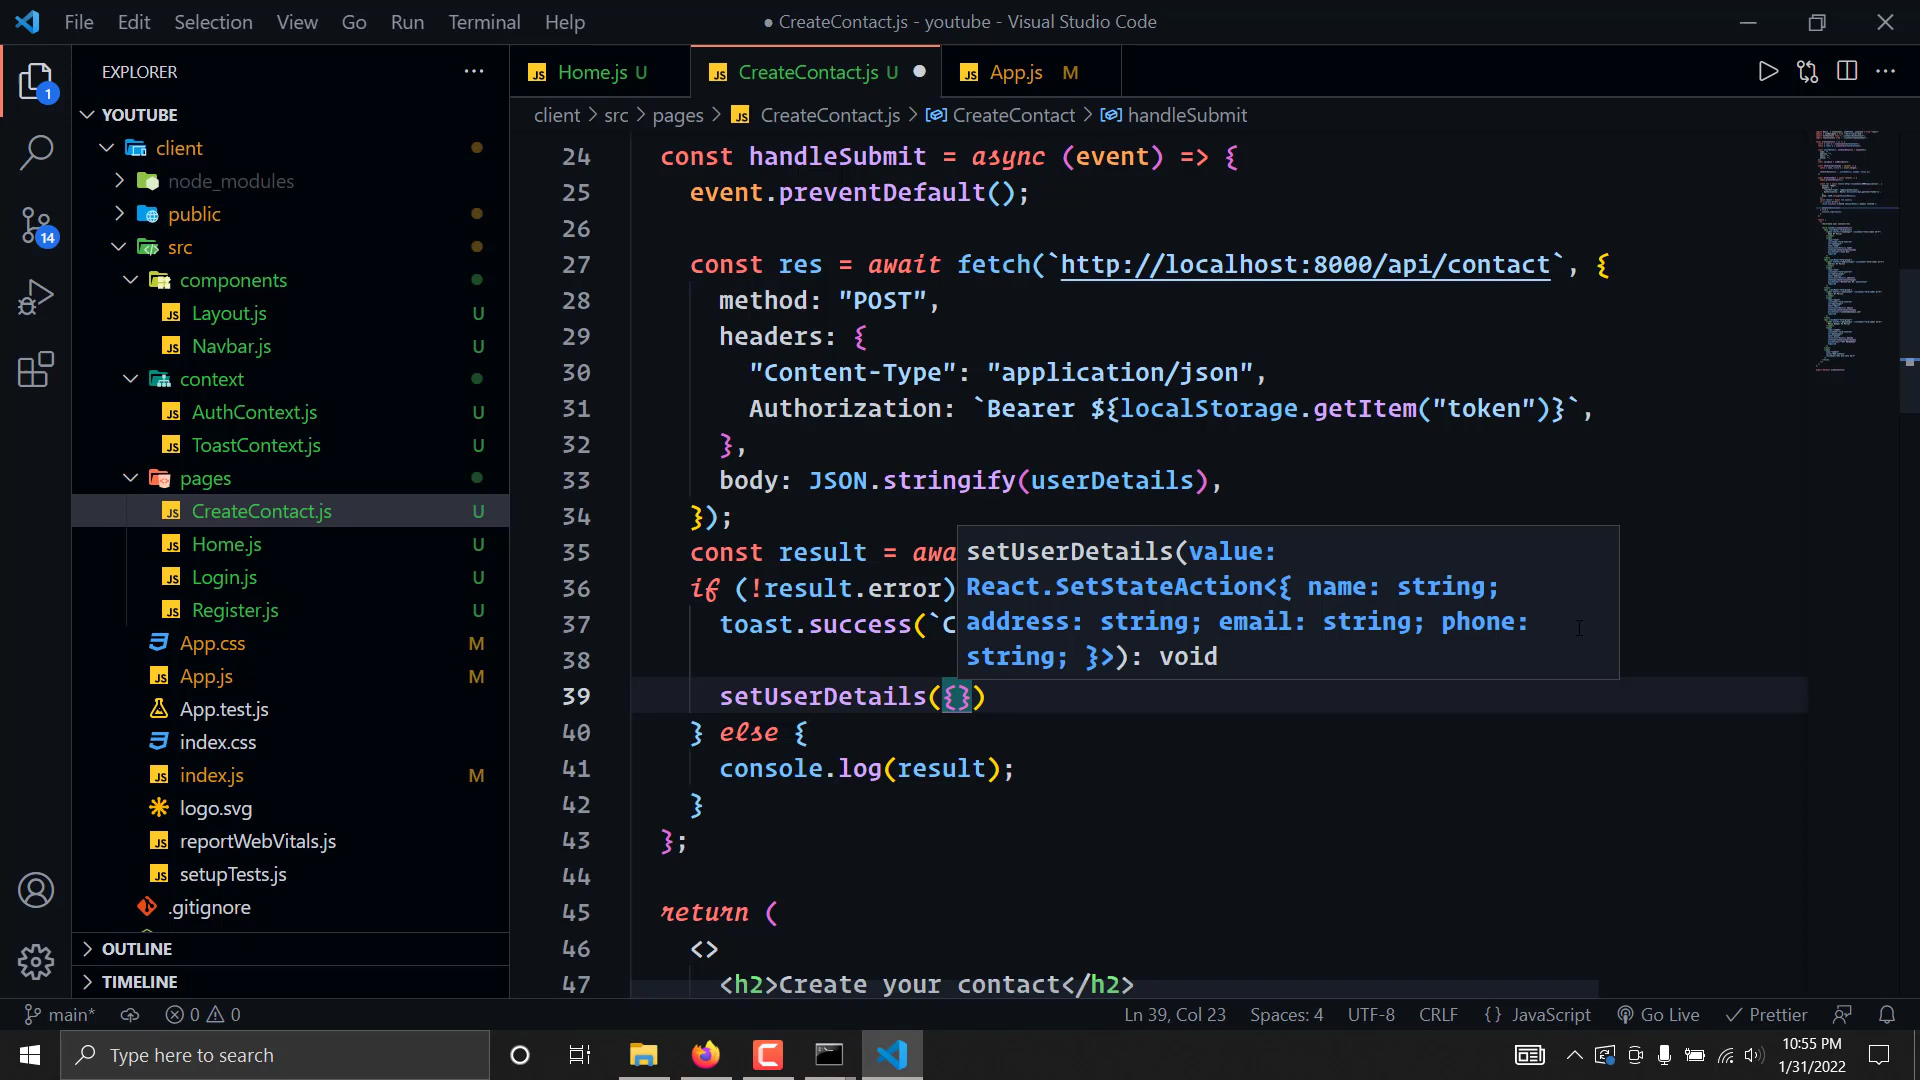 File Edit Selection View Go Run Terminal Help
● CreateContact.js - youtube - Visual Studio Code
EXPLORER
YOUTUBE
client
node_modules
public
src
components
Layout.js U
Navbar.js U
context
AuthContext.js U
ToastContext.js U
pages
CreateContact.js U
Home.js U
Login.js U
Register.js U
App.css M
App.js M
App.test.js
index.css
index.js M
logo.svg
reportWebVitals.js
setupTests.js
.gitignore
OUTLINE
TIMELINE
1
14
Home.js U
CreateContact.js U ●
App.js M
client > src > pages > CreateContact.js > CreateContact > handleSubmit
24 const handleSubmit = async (event) => {
25 event.preventDefault();
26
27 const res = await fetch(`http://localhost:8000/api/contact`, {
28 method: "POST",
29 headers: {
30 "Content-Type": "application/json",
31 Authorization: `Bearer ${localStorage.getItem("token")}`,
32 },
33 body: JSON.stringify(userDetails),
34 });
35 const result = awa
36 if (!result.error)
37 toast.success(`C
38
39 setUserDetails({})
40 } else {
41 console.log(result);
42 }
43 };
44
45 return (
46 <>
47 <h2>Create your contact</h2>
setUserDetails(value:
React.SetStateAction<{ name: string;
address: string; email: string; phone:
string; }>): void
main* 0 0
Ln 39, Col 23 Spaces: 4 UTF-8 CRLF {} JavaScript Go Live Prettier
Type here to search
10:55 PM
1/31/2022